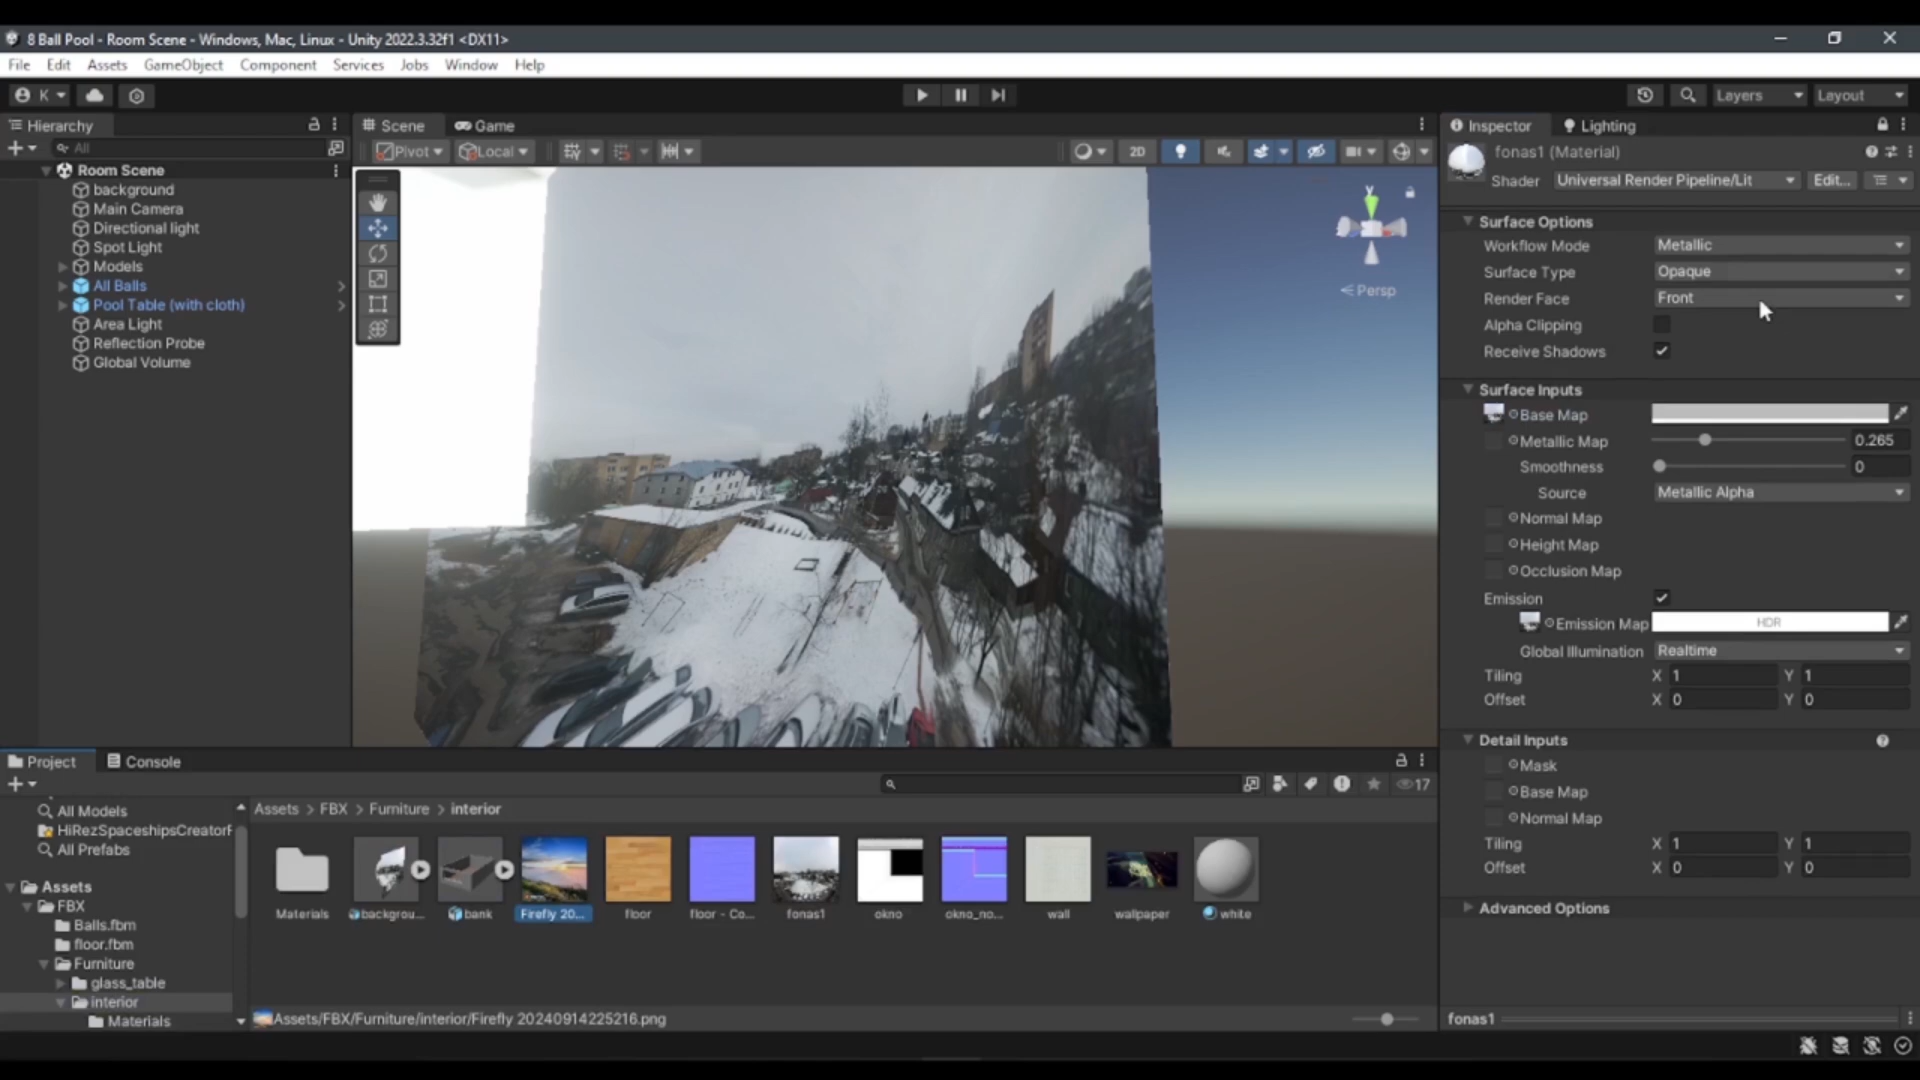 8 Ball Pool - Room Scene - Windows, Mac, Linux - Unity 2022.3.32f1 <DX11>
File Edit Assets GameObject Component Services Jobs Window Help
K
Layers Layout
Hierarchy
All
Room Scene
background
Main Camera
Directional light
Spot Light
Models
All Balls
Pool Table (with cloth)
Area Light
Reflection Probe
Global Volume
Scene Game
Pivot Local
2D
y
Persp
Inspector Lighting
fonas1 (Material)
Shader Universal Render Pipeline/Lit Edit...
Surface Options
Workflow Mode Metallic
Surface Type Opaque
Render Face Front
Alpha Clipping
Receive Shadows
Surface Inputs
Base Map
Metallic Map 0.265
Smoothness 0
Source Metallic Alpha
Normal Map
Height Map
Occlusion Map
Emission
Emission Map HDR
Global Illumination Realtime
Tiling X 1 Y 1
Offset X 0 Y 0
Detail Inputs
Mask
Base Map
Normal Map
Tiling X 1 Y 1
Offset X 0 Y 0
Advanced Options
fonas1
Project Console
17
All Models
HiRezSpaceshipsCreatorF
All Prefabs
Assets
FBX
Balls.fbm
floor.fbm
Furniture
glass_table
interior
Materials
Assets > FBX > Furniture > interior
Materials backgrou... bank Firefly 20... floor floor - Co... fonas1 okno okno_no... wall wallpaper white
Assets/FBX/Furniture/interior/Firefly 20240914225216.png